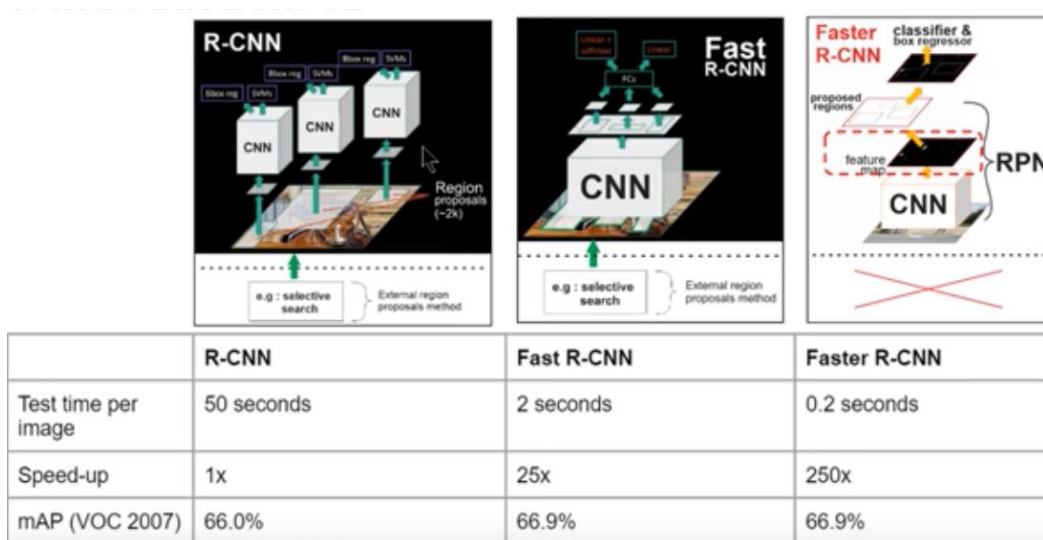 R-CNN
Bbox reg
SVMs
Bbox reg
SVMs
Bbox reg
SVMs
CNN
CNN
CNN
Region
proposals
(~2k)
e.g : selective
search
External region
proposals method
Linear +
softmax
Linear
Fast
R-CNN
FCs
CNN
e.g : selective
search
External region
proposals method
Faster
R-CNN
classifier &
box regressor
proposed
regions
feature
map
RPN
CNN
R-CNN
Fast R-CNN
Faster R-CNN
Test time per
image
50 seconds
2 seconds
0.2 seconds
Speed-up
1x
25x
250x
mAP (VOC 2007)
66.0%
66.9%
66.9%